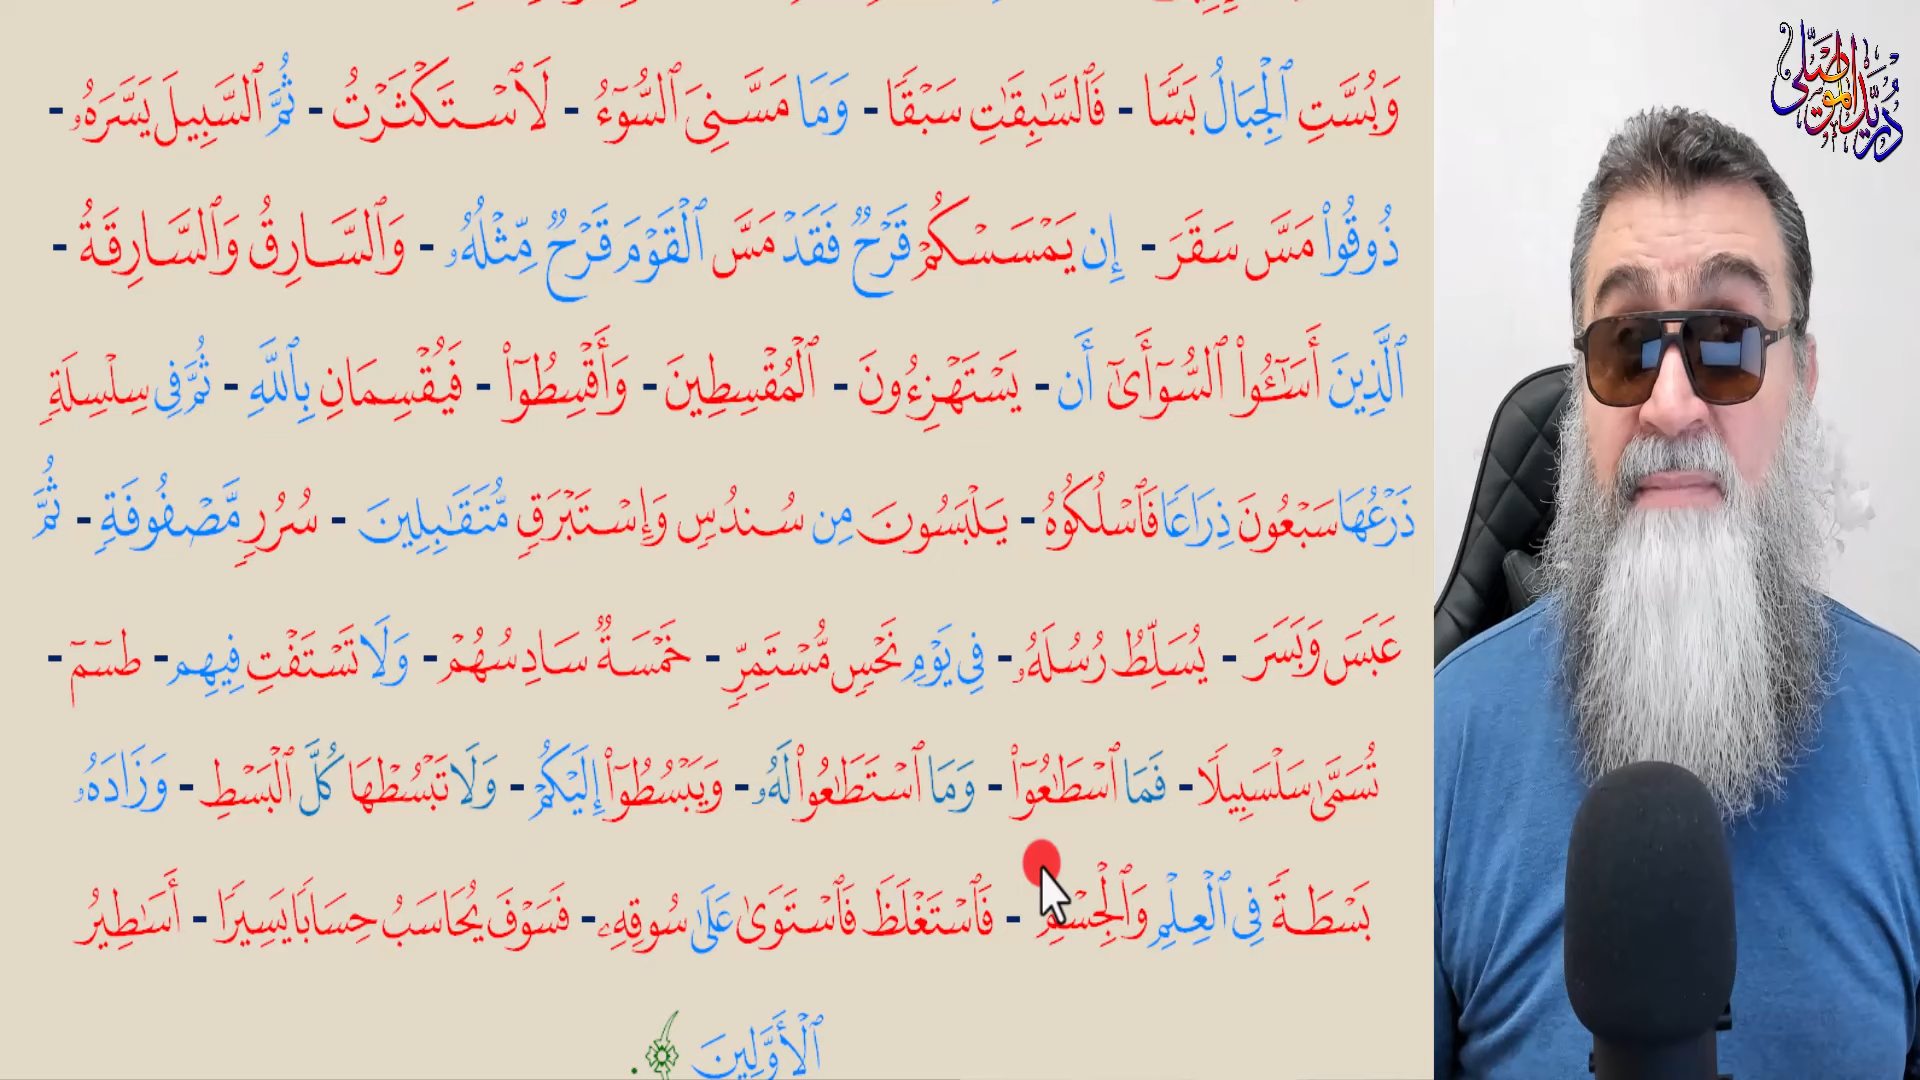 دريد الموصلي
وَبُسَّتِ ٱلْجِبَالُ بَسًّا - فَٱلسَّٰبِقَٰتِ سَبْقًا - وَمَا مَسَّنِىَ ٱلسُّوٓءُ - لَٱسْتَكْثَرْتُ - ثُمَّ ٱلسَّبِيلَ يَسَّرَهُۥ -
ذُوقُوا۟ مَسَّ سَقَرَ - إِن يَمْسَسْكُمْ قَرْحٌ فَقَدْ مَسَّ ٱلْقَوْمَ قَرْحٌ مِّثْلُهُۥ - وَٱلسَّارِقُ وَٱلسَّارِقَةُ -
ٱلَّذِينَ أَسَٰٓـُٔوا۟ ٱلسُّوٓأَىٰٓ أَن - يَسْتَهْزِءُونَ - ٱلْمُقْسِطِينَ - وَأَقْسِطُوٓا۟ - فَيُقْسِمَانِ بِٱللَّهِ - ثُمَّ فِى سِلْسِلَةٍ
ذَرْعُهَا سَبْعُونَ ذِرَاعًا فَٱسْلُكُوهُ - يَلْبَسُونَ مِن سُندُسٍ وَإِسْتَبْرَقٍ مُّتَقَٰبِلِينَ - سُرُرٍ مَّصْفُوفَةٍ - ثُمَّ
عَبَسَ وَبَسَرَ - يُسَلِّطُ رُسُلَهُۥ - فِى يَوْمِ نَحْسٍ مُّسْتَمِرٍّ - خَمْسَةٌ سَادِسُهُمْ - وَلَا تَسْتَفْتِ فِيهِم - طسٓمٓ -
تُسَمَّىٰ سَلْسَبِيلًا - فَمَا ٱسْطَٰعُوٓا۟ - وَمَا ٱسْتَطَٰعُوا۟ لَهُۥ - وَيَبْسُطُوٓا۟ إِلَيْكُمْ - وَلَا تَبْسُطْهَا كُلَّ ٱلْبَسْطِ - وَزَادَهُۥ
بَسْطَةً فِى ٱلْعِلْمِ وَٱلْجِسْمِ - فَٱسْتَغْلَظَ فَٱسْتَوَىٰ عَلَىٰ سُوقِهِۦ - فَسَوْفَ يُحَاسَبُ حِسَابًا يَسِيرًا - أَسَٰطِيرُ
ٱلْأَوَّلِينَ ﴾.